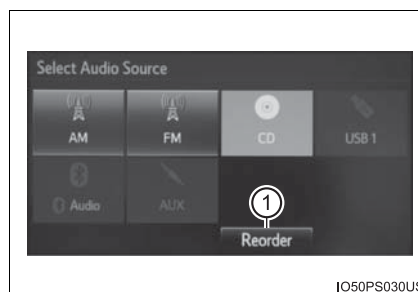 Select Audio Source
AM FM CD USB 1
Audio AUX
1
Reorder
IO50PS030US